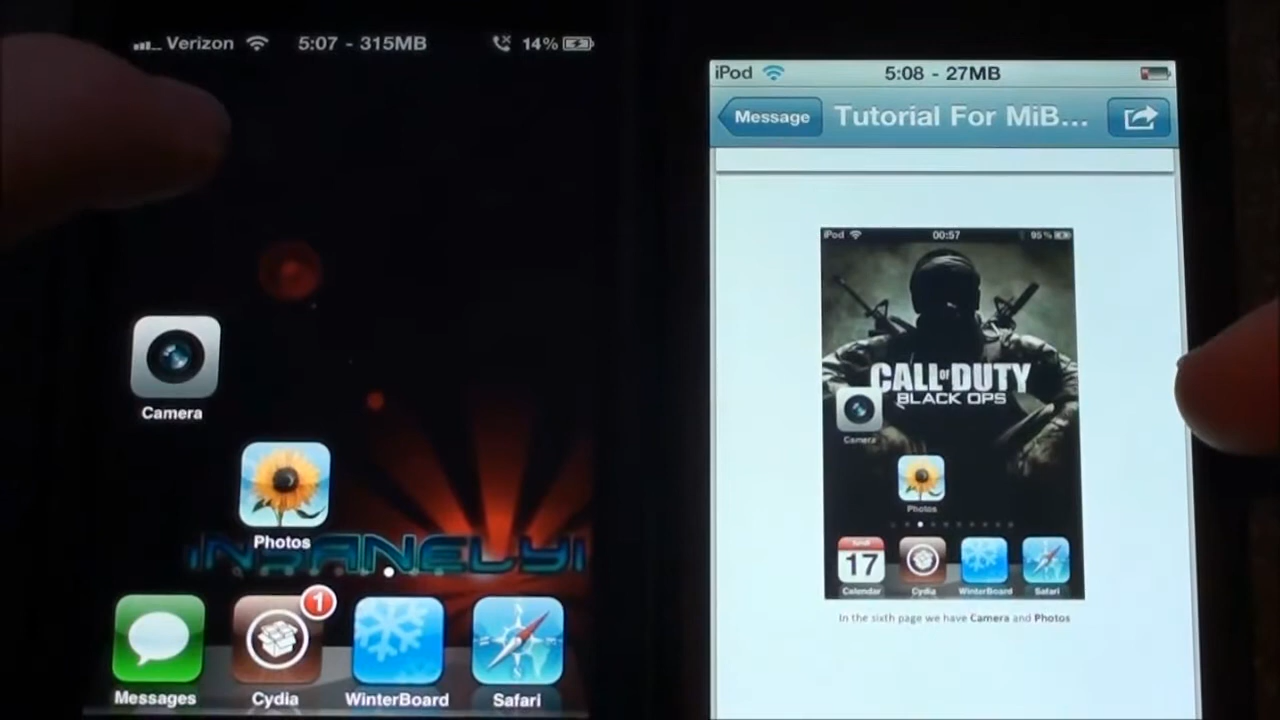 Verizon 5:07 - 315MB 14%
Camera
Photos
iNSANELYi
1
Messages Cydia WinterBoard Safari
iPod 5:08 - 27MB
Message Tutorial For MiB...
iPod 00:57 95%
CALL OF DUTY
BLACK OPS
Camera
Photos
17
Calendar Cydia WinterBoard Safari
In the sixth page we have Camera and Photos